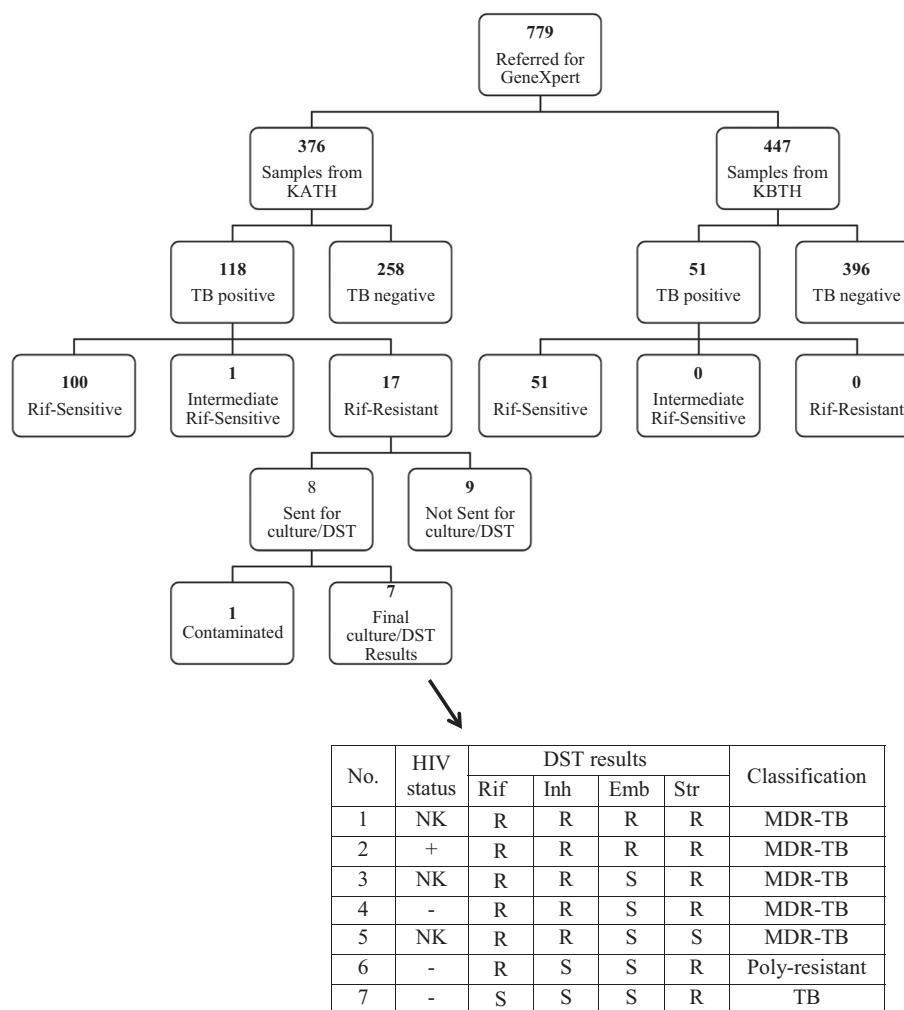 779
Referred for
GeneXpert
376
Samples from
KATH
447
Samples from
KBTH
118
TB positive
258
TB negative
51
TB positive
396
TB negative
100
Rif-Sensitive
1
Intermediate
Rif-Sensitive
17
Rif-Resistant
51
Rif-Sensitive
0
Intermediate
Rif-Sensitive
0
Rif-Resistant
8
Sent for
culture/DST
9
Not Sent for
culture/DST
1
Contaminated
7
Final
culture/DST
Results
No. HIV status DST results Classification
Rif Inh Emb Str
1 NK R R R R MDR-TB
2 + R R R R MDR-TB
3 NK R R S R MDR-TB
4 - R R S R MDR-TB
5 NK R R S S MDR-TB
6 - R S S R Poly-resistant
7 - S S S R TB